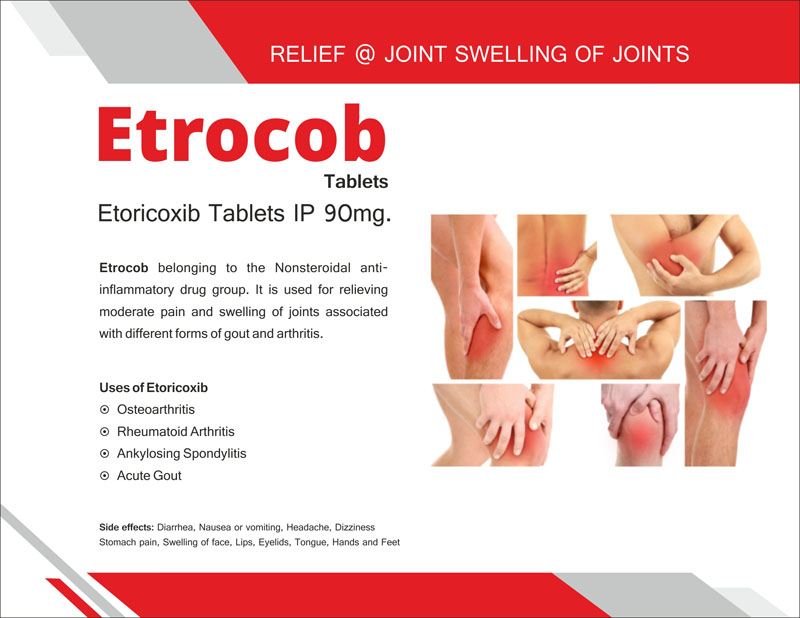 RELIEF @ JOINT SWELLING OF JOINTS
Etrocob
Tablets
Etoricoxib Tablets IP 90mg.
Etrocob belonging to the Nonsteroidal anti-
inflammatory drug group. It is used for relieving
moderate pain and swelling of joints associated
with different forms of gout and arthritis.
Uses of Etoricoxib
Osteoarthritis
Rheumatoid Arthritis
Ankylosing Spondylitis
Acute Gout
Side effects: Diarrhea, Nausea or vomiting, Headache, Dizziness
Stomach pain, Swelling of face, Lips, Eyelids, Tongue, Hands and Feet